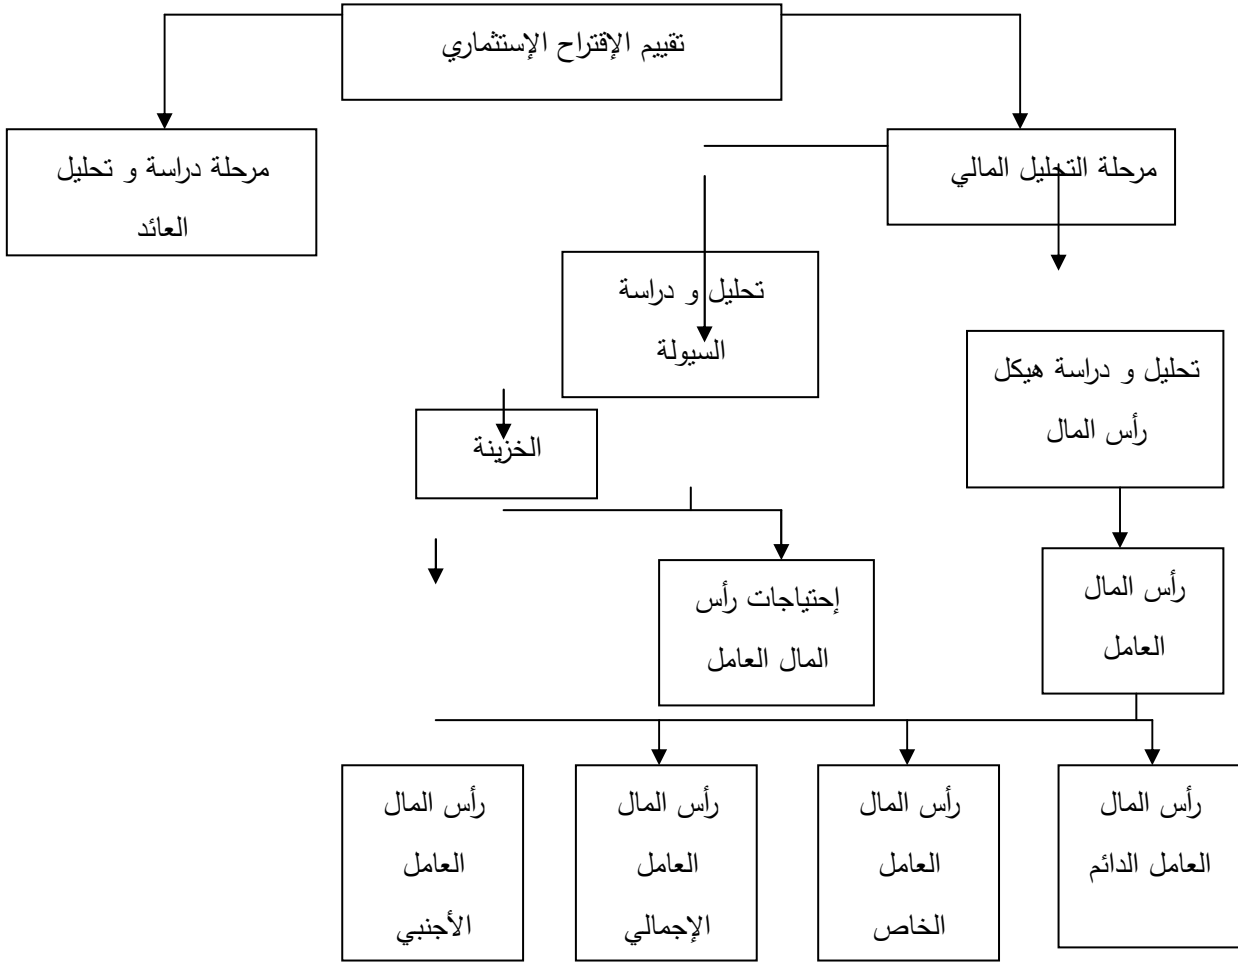 تقييم الإقتراح الإستثماري
مرحلة التحليل المالي
مرحلة دراسة و تحليل
العائد
تحليل و دراسة
السيولة
تحليل و دراسة هيكل
رأس المال
الخزينة
رأس المال
العامل
إحتياجات رأس
المال العامل
رأس المال
العامل الدائم
رأس المال
العامل
الخاص
رأس المال
العامل
الإجمالي
رأس المال
العامل
الأجنبي